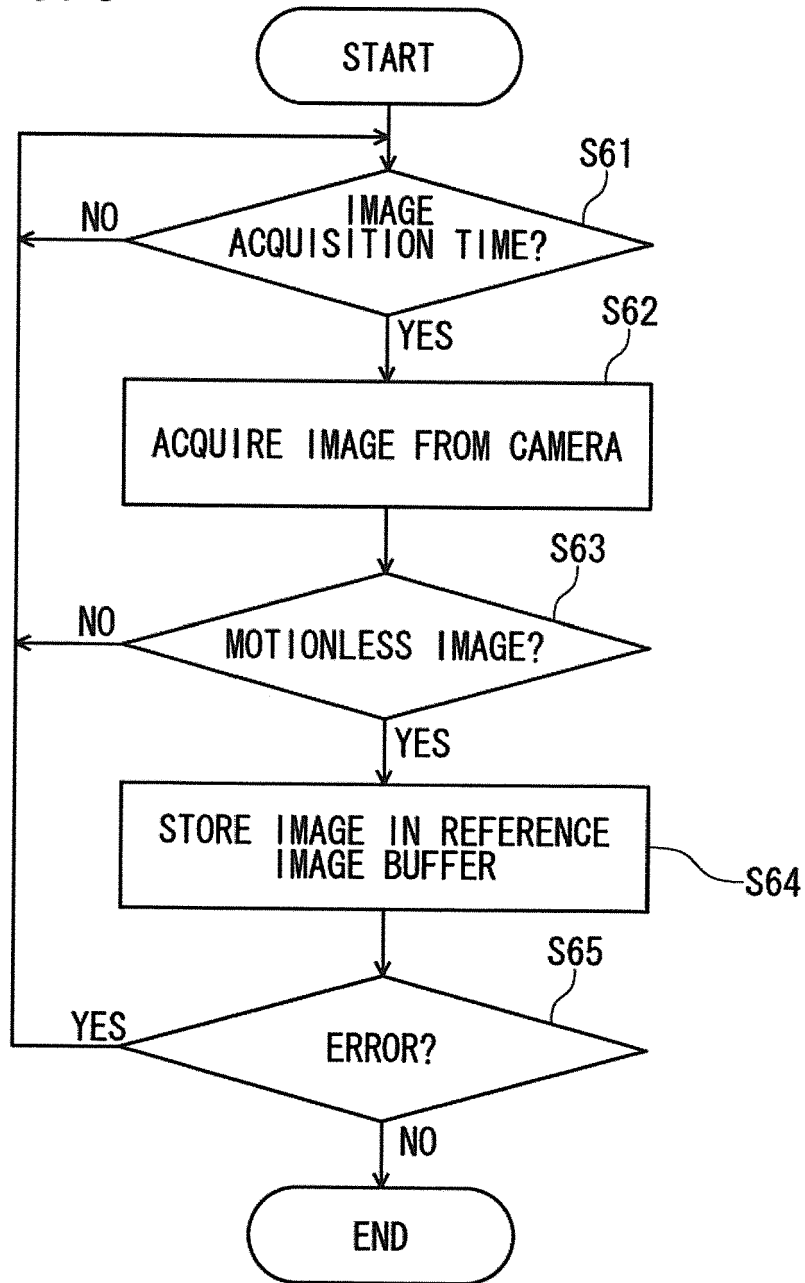 START
S61
IMAGE
ACQUISITION TIME?
NO
YES
S62
ACQUIRE IMAGE FROM CAMERA
S63
MOTIONLESS IMAGE?
NO
YES
STORE IMAGE IN REFERENCE
IMAGE BUFFER
S64
S65
ERROR?
YES
NO
END